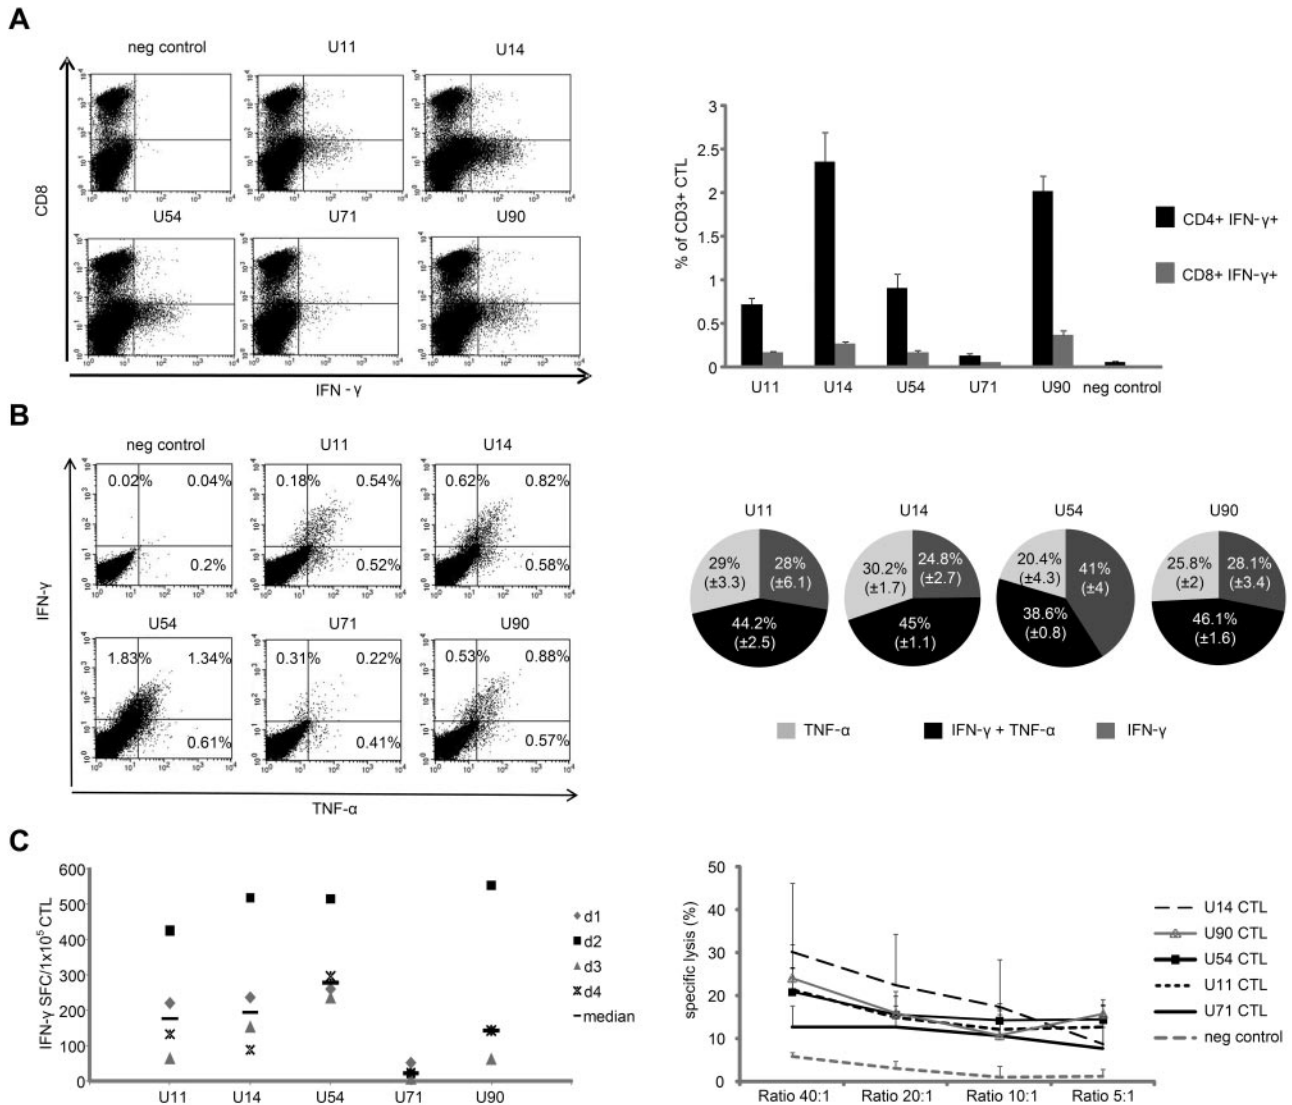 A
neg control
U11
U14
CD8
U54
U71
U90
IFN - γ
3
2.5
2
1.5
1
0.5
0
% of CD3+ CTL
U11 U14 U54 U71 U90 neg control
CD4+ IFN-γ+
CD8+ IFN-γ+
B
neg control
U11
U14
0.02% 0.04%
0.2%
0.18% 0.54%
0.52%
0.62% 0.82%
0.58%
IFN-γ
U54
U71
U90
1.83% 1.34%
0.61%
0.31% 0.22%
0.41%
0.53% 0.88%
0.57%
TNF-α
U11
29%
(±3.3)
28%
(±6.1)
44.2%
(±2.5)
U14
30.2%
(±1.7)
24.8%
(±2.7)
45%
(±1.1)
U54
20.4%
(±4.3)
41%
(±4)
38.6%
(±0.8)
U90
25.8%
(±2)
28.1%
(±3.4)
46.1%
(±1.6)
TNF-α
IFN-γ + TNF-α
IFN-γ
C
600
500
400
300
200
100
0
IFN-γ SFC/1x10⁵ CTL
U11 U14 U54 U71 U90
d1
d2
d3
d4
median
50
40
30
20
10
0
specific lysis (%)
Ratio 40:1 Ratio 20:1 Ratio 10:1 Ratio 5:1
U14 CTL
U90 CTL
U54 CTL
U11 CTL
U71 CTL
neg control